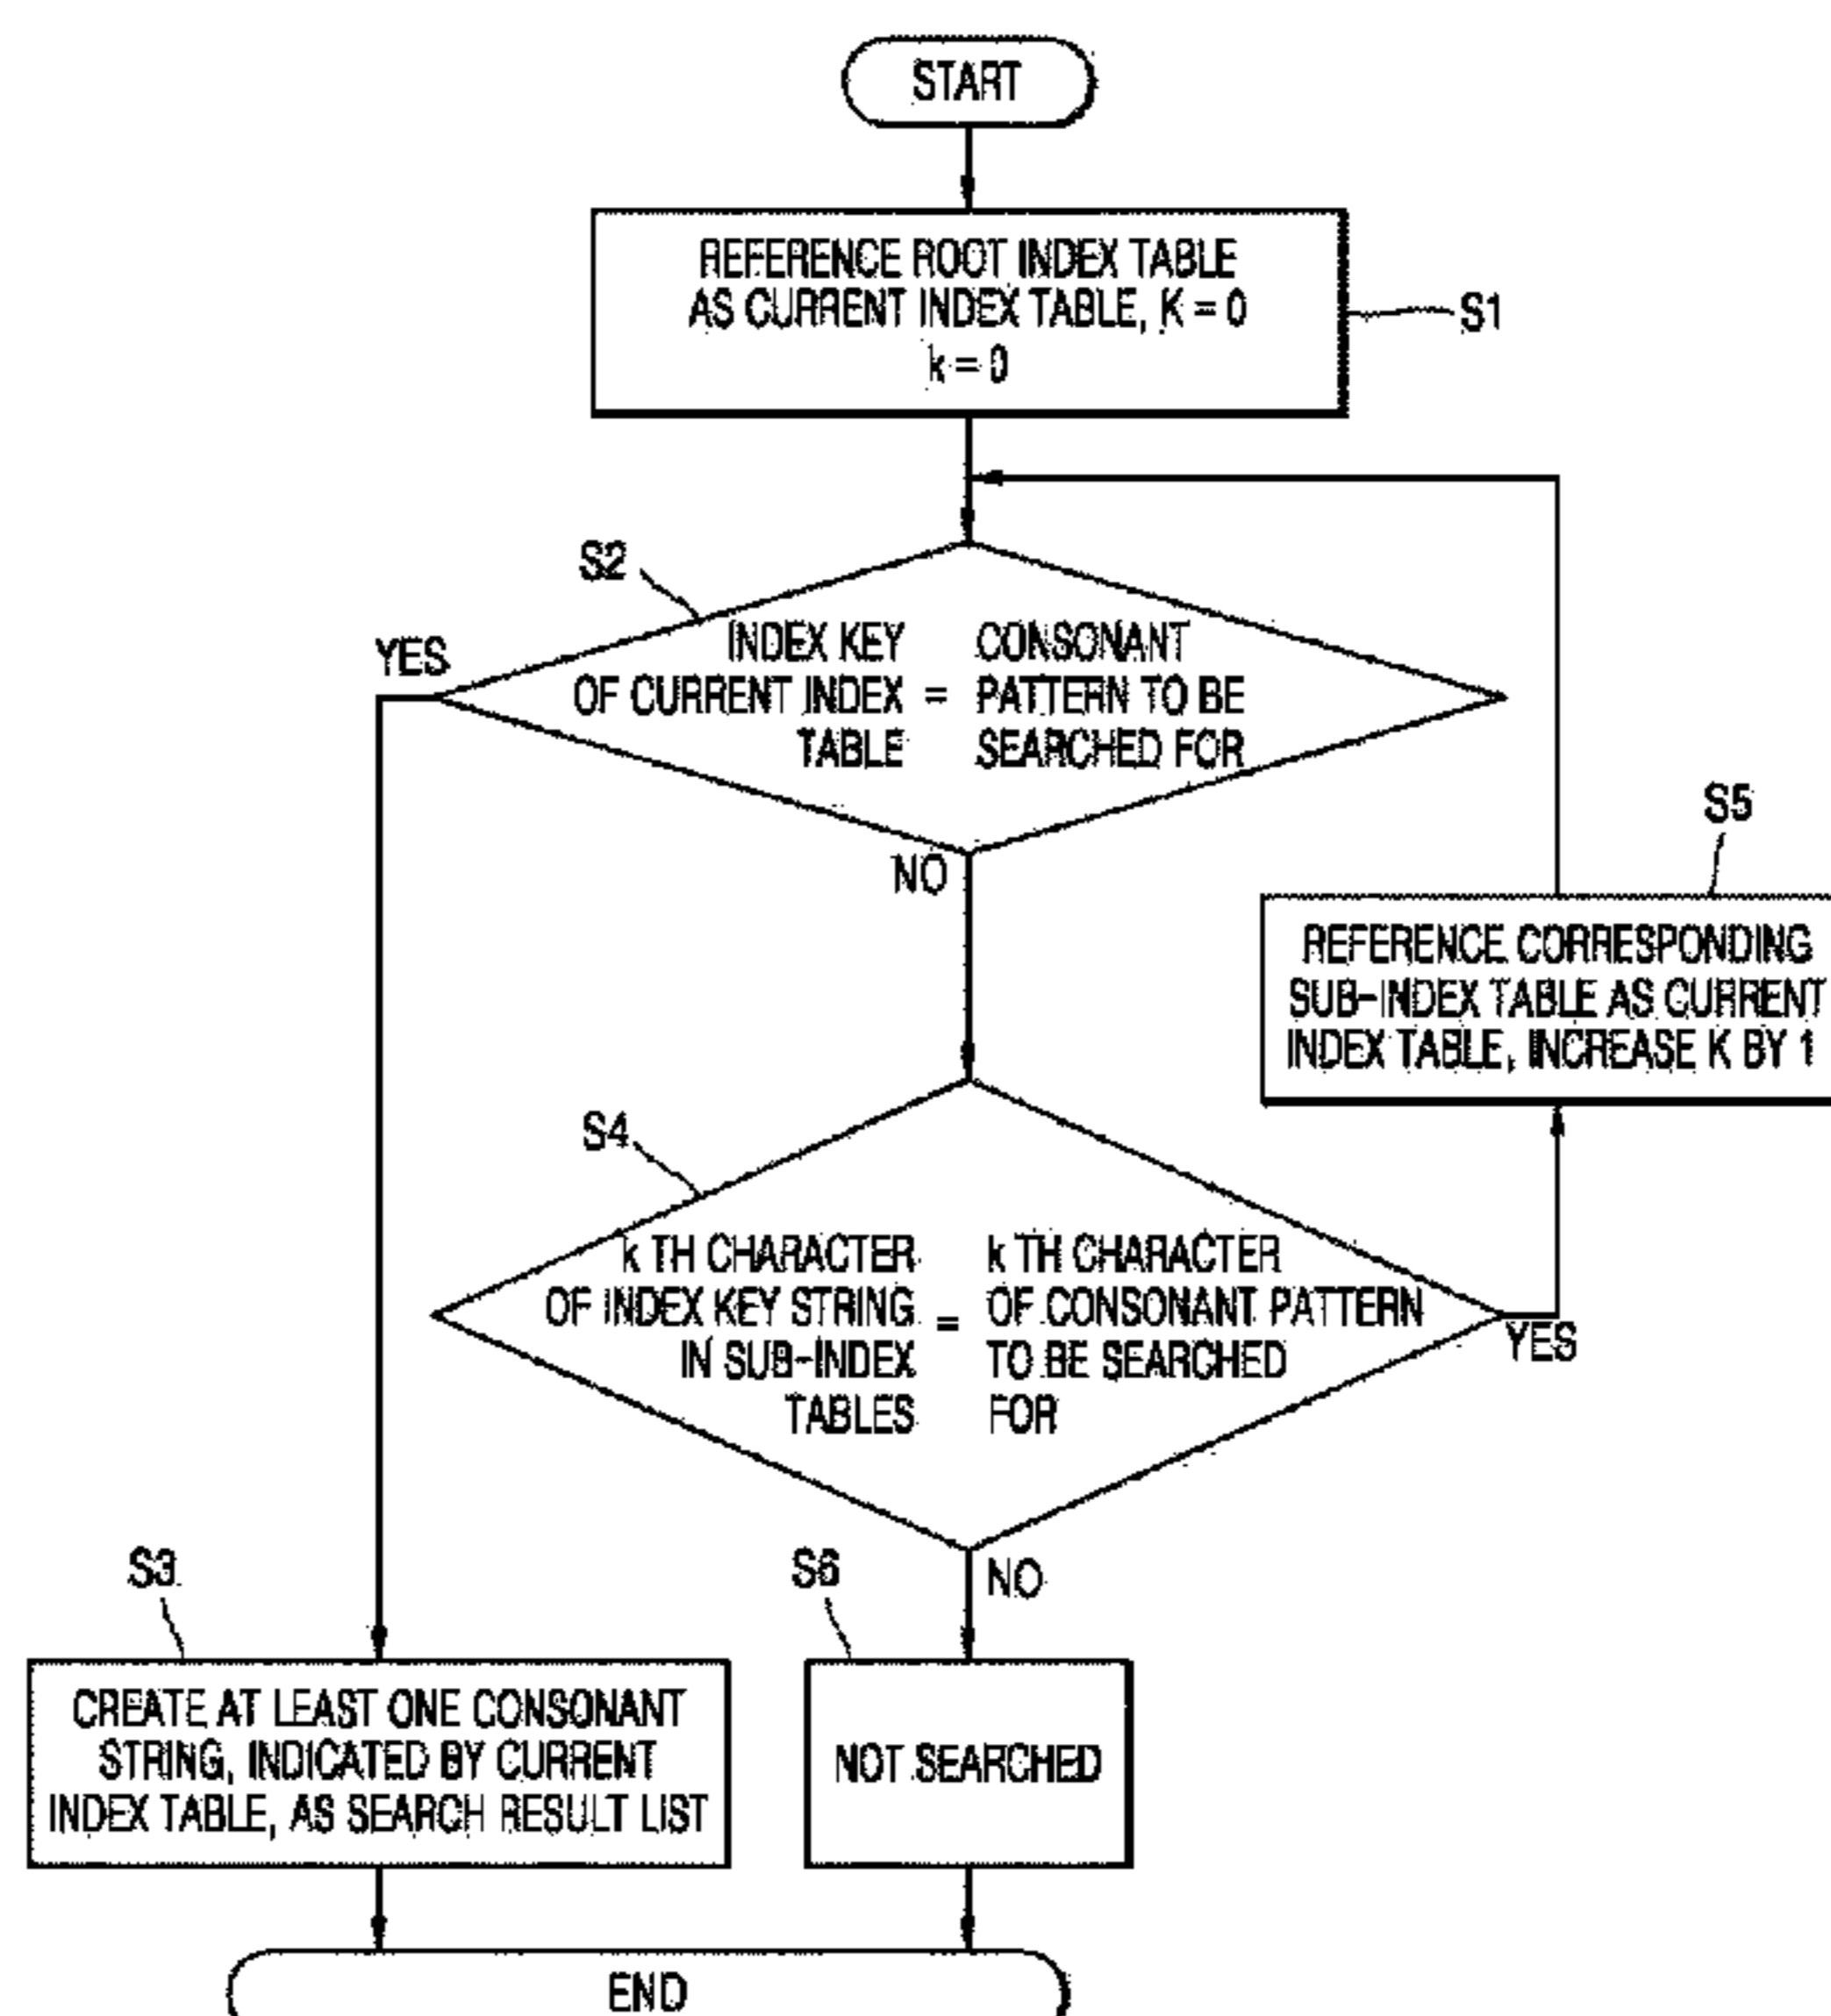 START
REFERENCE ROOT INDEX TABLE
AS CURRENT INDEX TABLE, K = 0
k = 0
S1
S2
YES
INDEX KEY CONSONANT
OF CURRENT INDEX = PATTERN TO BE
TABLE SEARCHED FOR
NO
S5
REFERENCE CORRESPONDING
SUB-INDEX TABLE AS CURRENT
INDEX TABLE, INCREASE K BY 1
S4
k TH CHARACTER k TH CHARACTER
OF INDEX KEY STRING = OF CONSONANT PATTERN
IN SUB-INDEX TO BE SEARCHED
TABLES FOR
YES
NO
S3
CREATE AT LEAST ONE CONSONANT
STRING, INDICATED BY CURRENT
INDEX TABLE, AS SEARCH RESULT LIST
S6
NOT SEARCHED
END